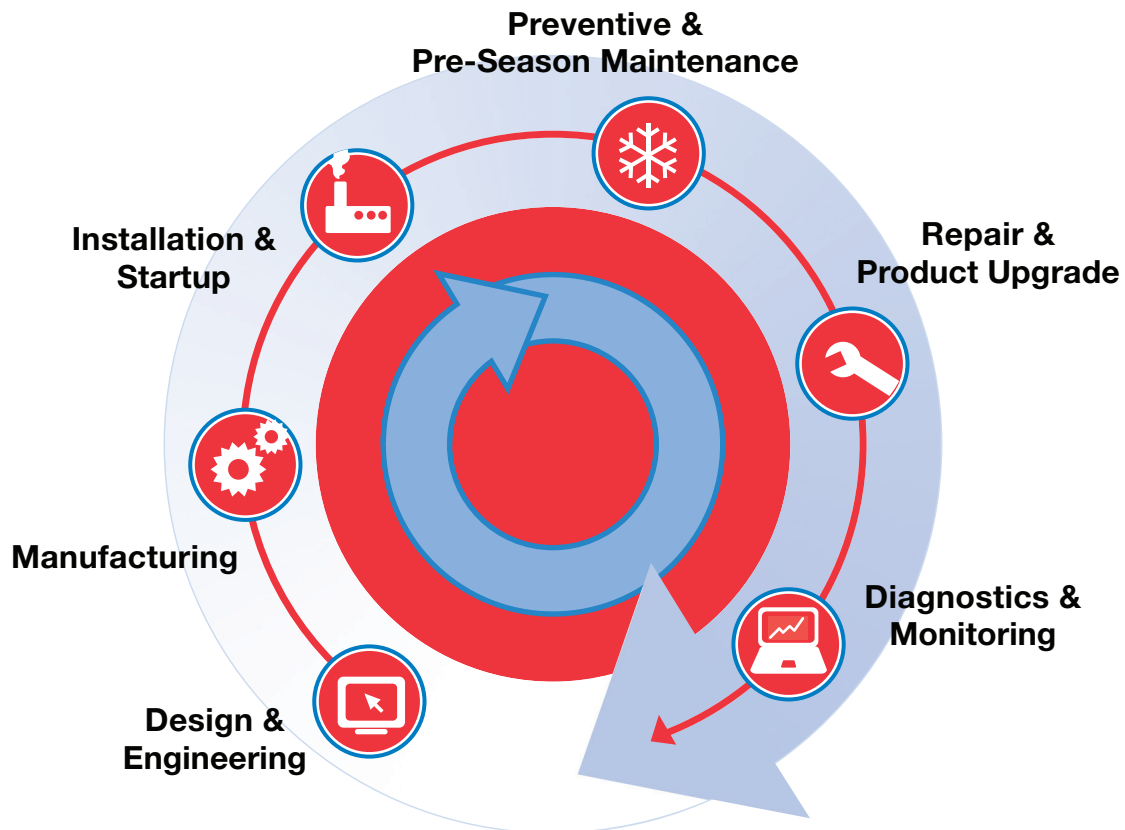 Preventive &
Pre-Season Maintenance
Installation &
Startup
Repair &
Product Upgrade
Manufacturing
Diagnostics &
Monitoring
Design &
Engineering